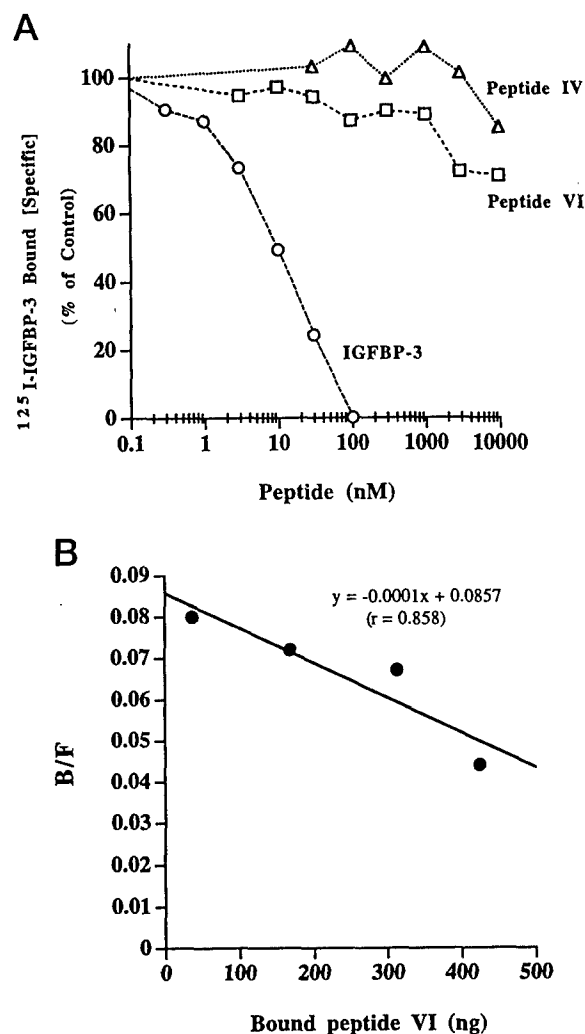 A
125I-IGFBP-3 Bound [Specific]
(% of Control)
100
80
60
40
20
0
Peptide IV
Peptide VI
IGFBP-3
0.1 1 10 100 1000 10000
Peptide (nM)
B
B/F
0.09
0.08
0.07
0.06
0.05
0.04
0.03
0.02
0.01
0
y = -0.0001x + 0.0857
(r = 0.858)
0 100 200 300 400 500
Bound peptide VI (ng)